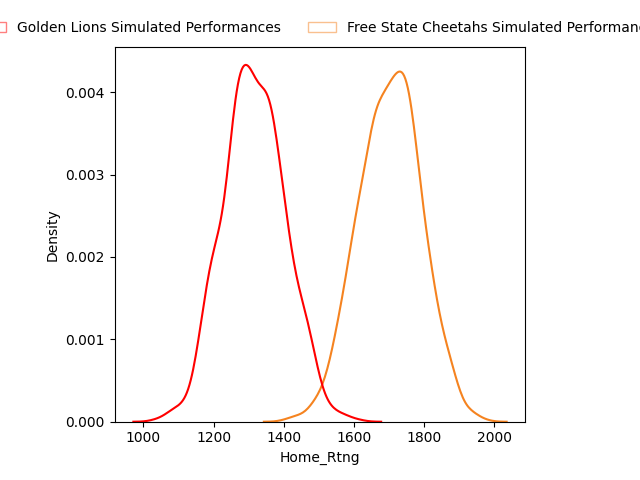 Golden Lions Simulated Performances
Free State Cheetahs Simulated Performan
0.004
0.003
0.002
0.001
0.000
Density
1000 1200 1400 1600 1800 2000
Home_Rtng